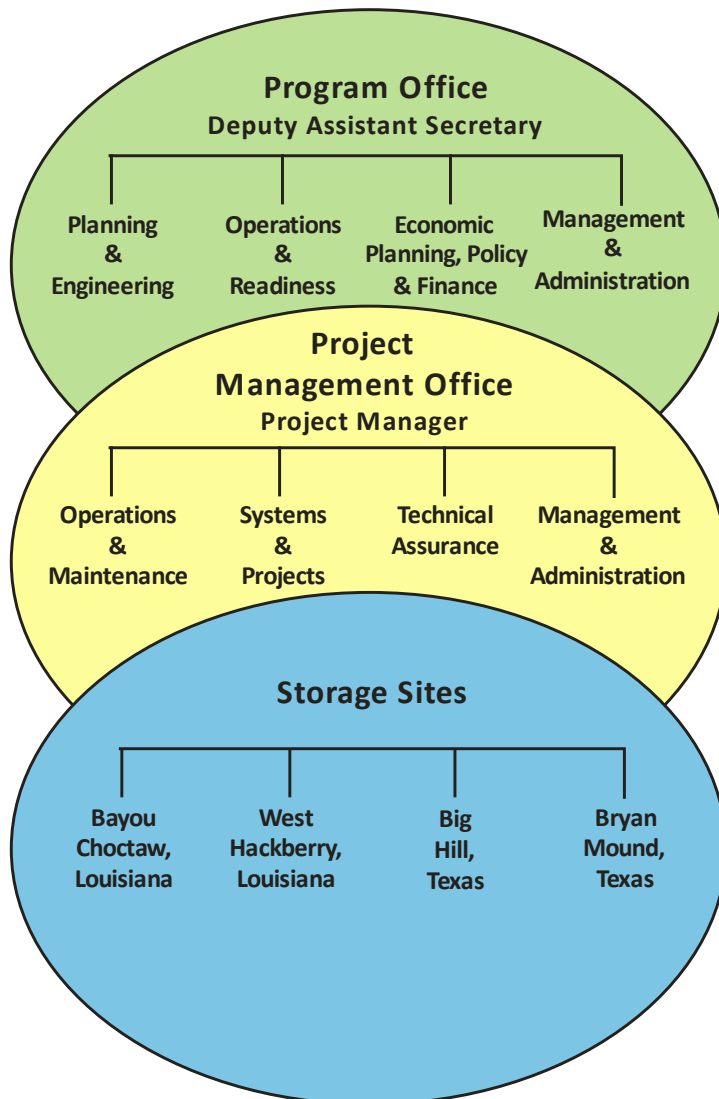 Program Office
Deputy Assistant Secretary
Planning
&
Engineering
Operations
&
Readiness
Economic
Planning, Policy
& Finance
Management
&
Administration
Project
Management Office
Project Manager
Operations
&
Maintenance
Systems
&
Projects
Technical
Assurance
Management
&
Administration
Storage Sites
Bayou
Choctaw,
Louisiana
West
Hackberry,
Louisiana
Big
Hill,
Texas
Bryan
Mound,
Texas